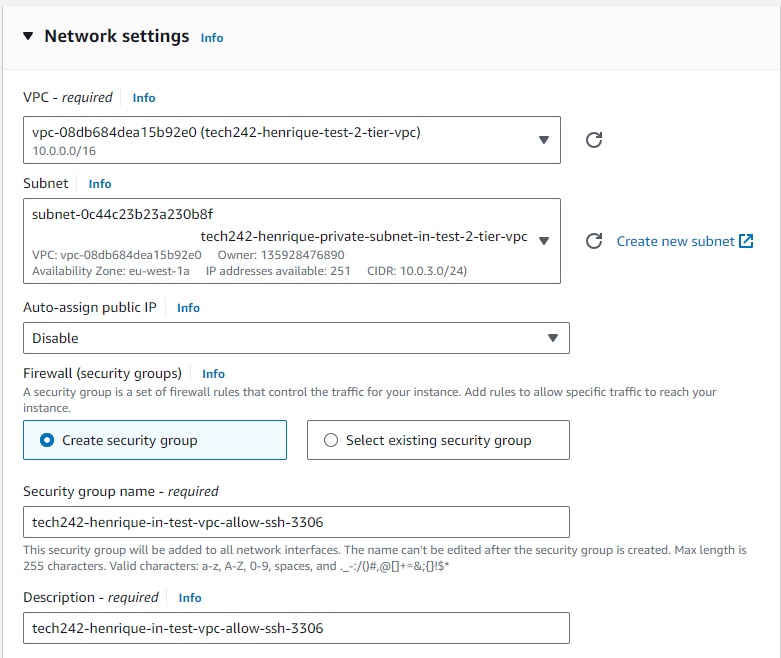 Network settings Info
VPC - required Info
vpc-08db684dea15b92e0 (tech242-henrique-test-2-tier-vpc)
10.0.0.0/16
Subnet Info
subnet-0c44c23b23a230b8f
tech242-henrique-private-subnet-in-test-2-tier-vpc
VPC: vpc-08db684dea15b92e0 Owner: 135928476890
Availability Zone: eu-west-1a IP addresses available: 251 CIDR: 10.0.3.0/24)
Create new subnet
Auto-assign public IP Info
Disable
Firewall (security groups) Info
A security group is a set of firewall rules that control the traffic for your instance. Add rules to allow specific traffic to reach your
instance.
Create security group
Select existing security group
Security group name - required
tech242-henrique-in-test-vpc-allow-ssh-3306
This security group will be added to all network interfaces. The name can't be edited after the security group is created. Max length is
255 characters. Valid characters: a-z, A-Z, 0-9, spaces, and ._-:/()#,@[]+=&;{}!$*
Description - required Info
tech242-henrique-in-test-vpc-allow-ssh-3306